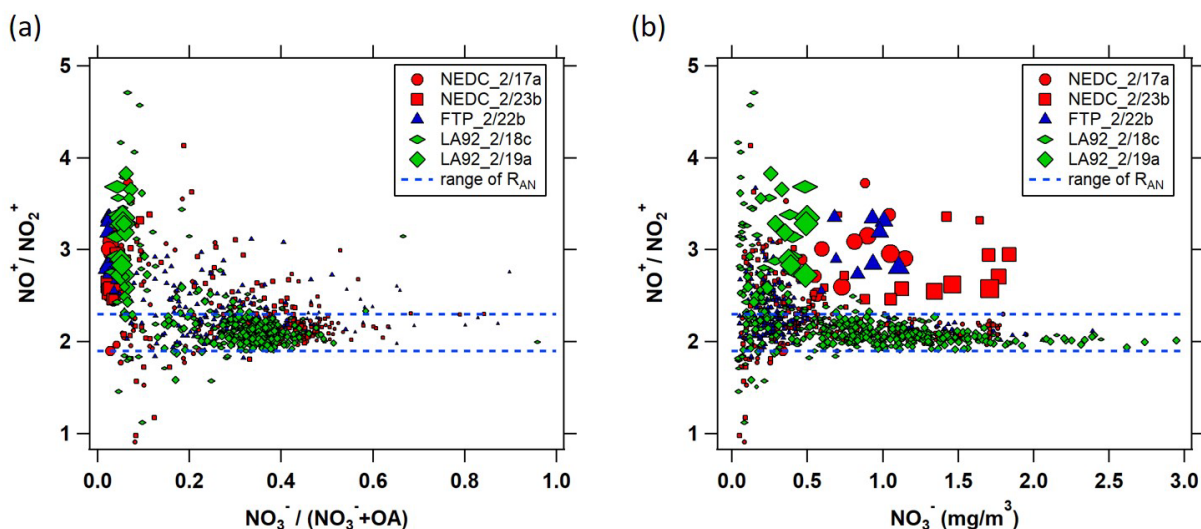 (a)
5
4
3
2
1
NO⁺ / NO₂⁺
NEDC_2/17a
NEDC_2/23b
FTP_2/22b
LA92_2/18c
LA92_2/19a
range of R_AN
0.0 0.2 0.4 0.6 0.8 1.0
NO₃⁻ / (NO₃⁻+OA)
(b)
5
4
3
2
1
NO⁺ / NO₂⁺
NEDC_2/17a
NEDC_2/23b
FTP_2/22b
LA92_2/18c
LA92_2/19a
range of R_AN
0.0 0.5 1.0 1.5 2.0 2.5 3.0
NO₃⁻ (mg/m³)